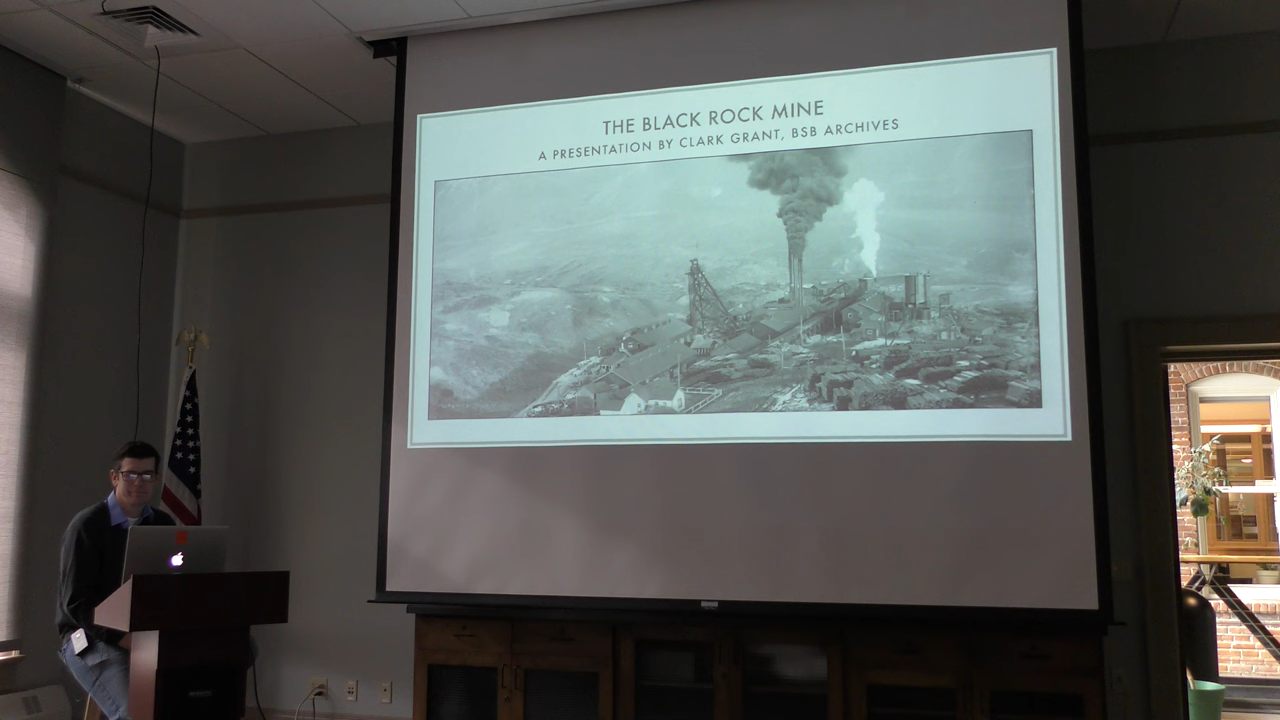 THE BLACK ROCK MINE
A PRESENTATION BY CLARK GRANT, BSB ARCHIVES